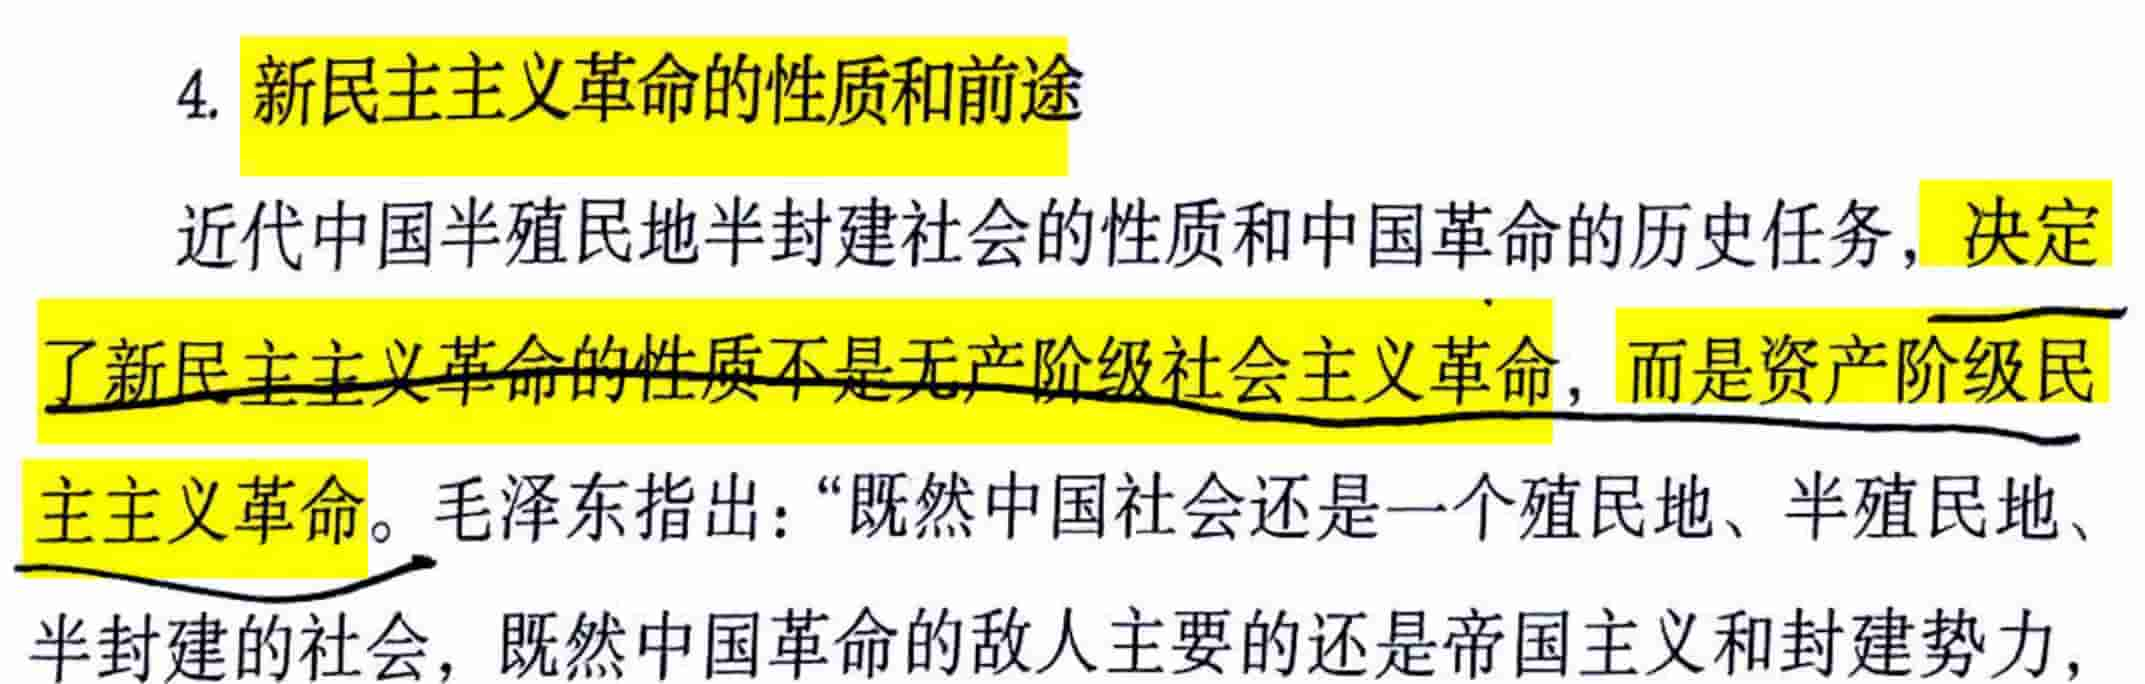 4. 新民主主义革命的性质和前途
近代中国半殖民地半封建社会的性质和中国革命的历史任务，决定
了新民主主义革命的性质不是无产阶级社会主义革命，而是资产阶级民
主主义革命。毛泽东指出：“既然中国社会还是一个殖民地、半殖民地、
半封建的社会，既然中国革命的敌人主要的还是帝国主义和封建势力，